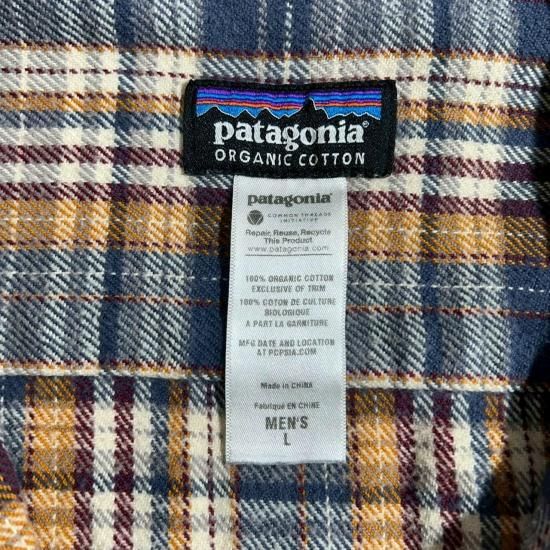 patagonia®
ORGANIC COTTON
patagonia®
COMMON THREADS
INITIATIVE
Repair, Reuse, Recycle
This Product
www.patagonia.com
100% ORGANIC COTTON
EXCLUSIVE OF TRIM
100% COTON DE CULTURE
BIOLOGIQUE
A PART LA GARNITURE
MFG DATE AND LOCATION
AT PCPSIA.COM
Made in CHINA
Fabriqué EN CHINE
MEN'S
L